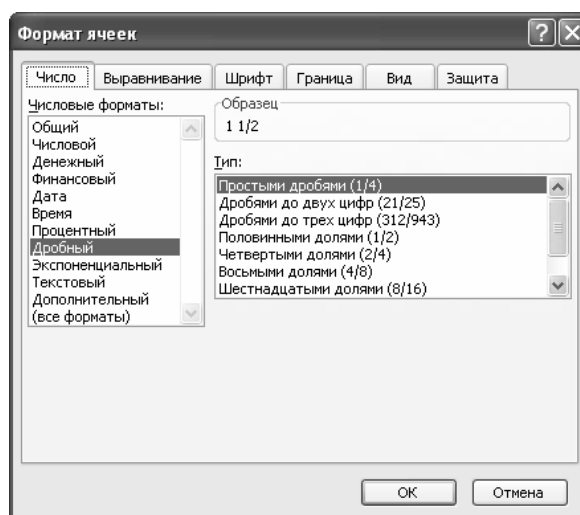 Формат ячеек
Число Выравнивание Шрифт Граница Вид Защита
Числовые форматы:
Общий
Числовой
Денежный
Финансовый
Дата
Время
Процентный
Дробный
Экспоненциальный
Текстовый
Дополнительный
(все форматы)
Образец
1 1/2
Тип:
Простыми дробями (1/4)
Дробями до двух цифр (21/25)
Дробями до трех цифр (312/943)
Половинными долями (1/2)
Четвертыми долями (2/4)
Восьмыми долями (4/8)
Шестнадцатыми долями (8/16)
ОК Отмена